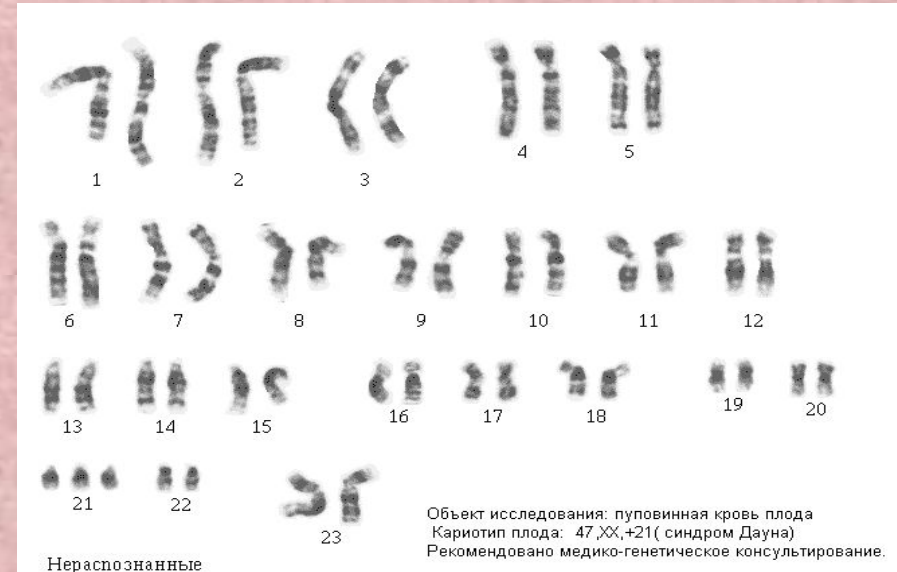 1 2 3 4 5
6 7 8 9 10 11 12
13 14 15 16 17 18 19 20
21 22 23
Объект исследования: пуповинная кровь плода
Кариотип плода: 47,XX,+21( синдром Дауна)
Рекомендовано медико-генетическое консультирование.
Нераспознанные